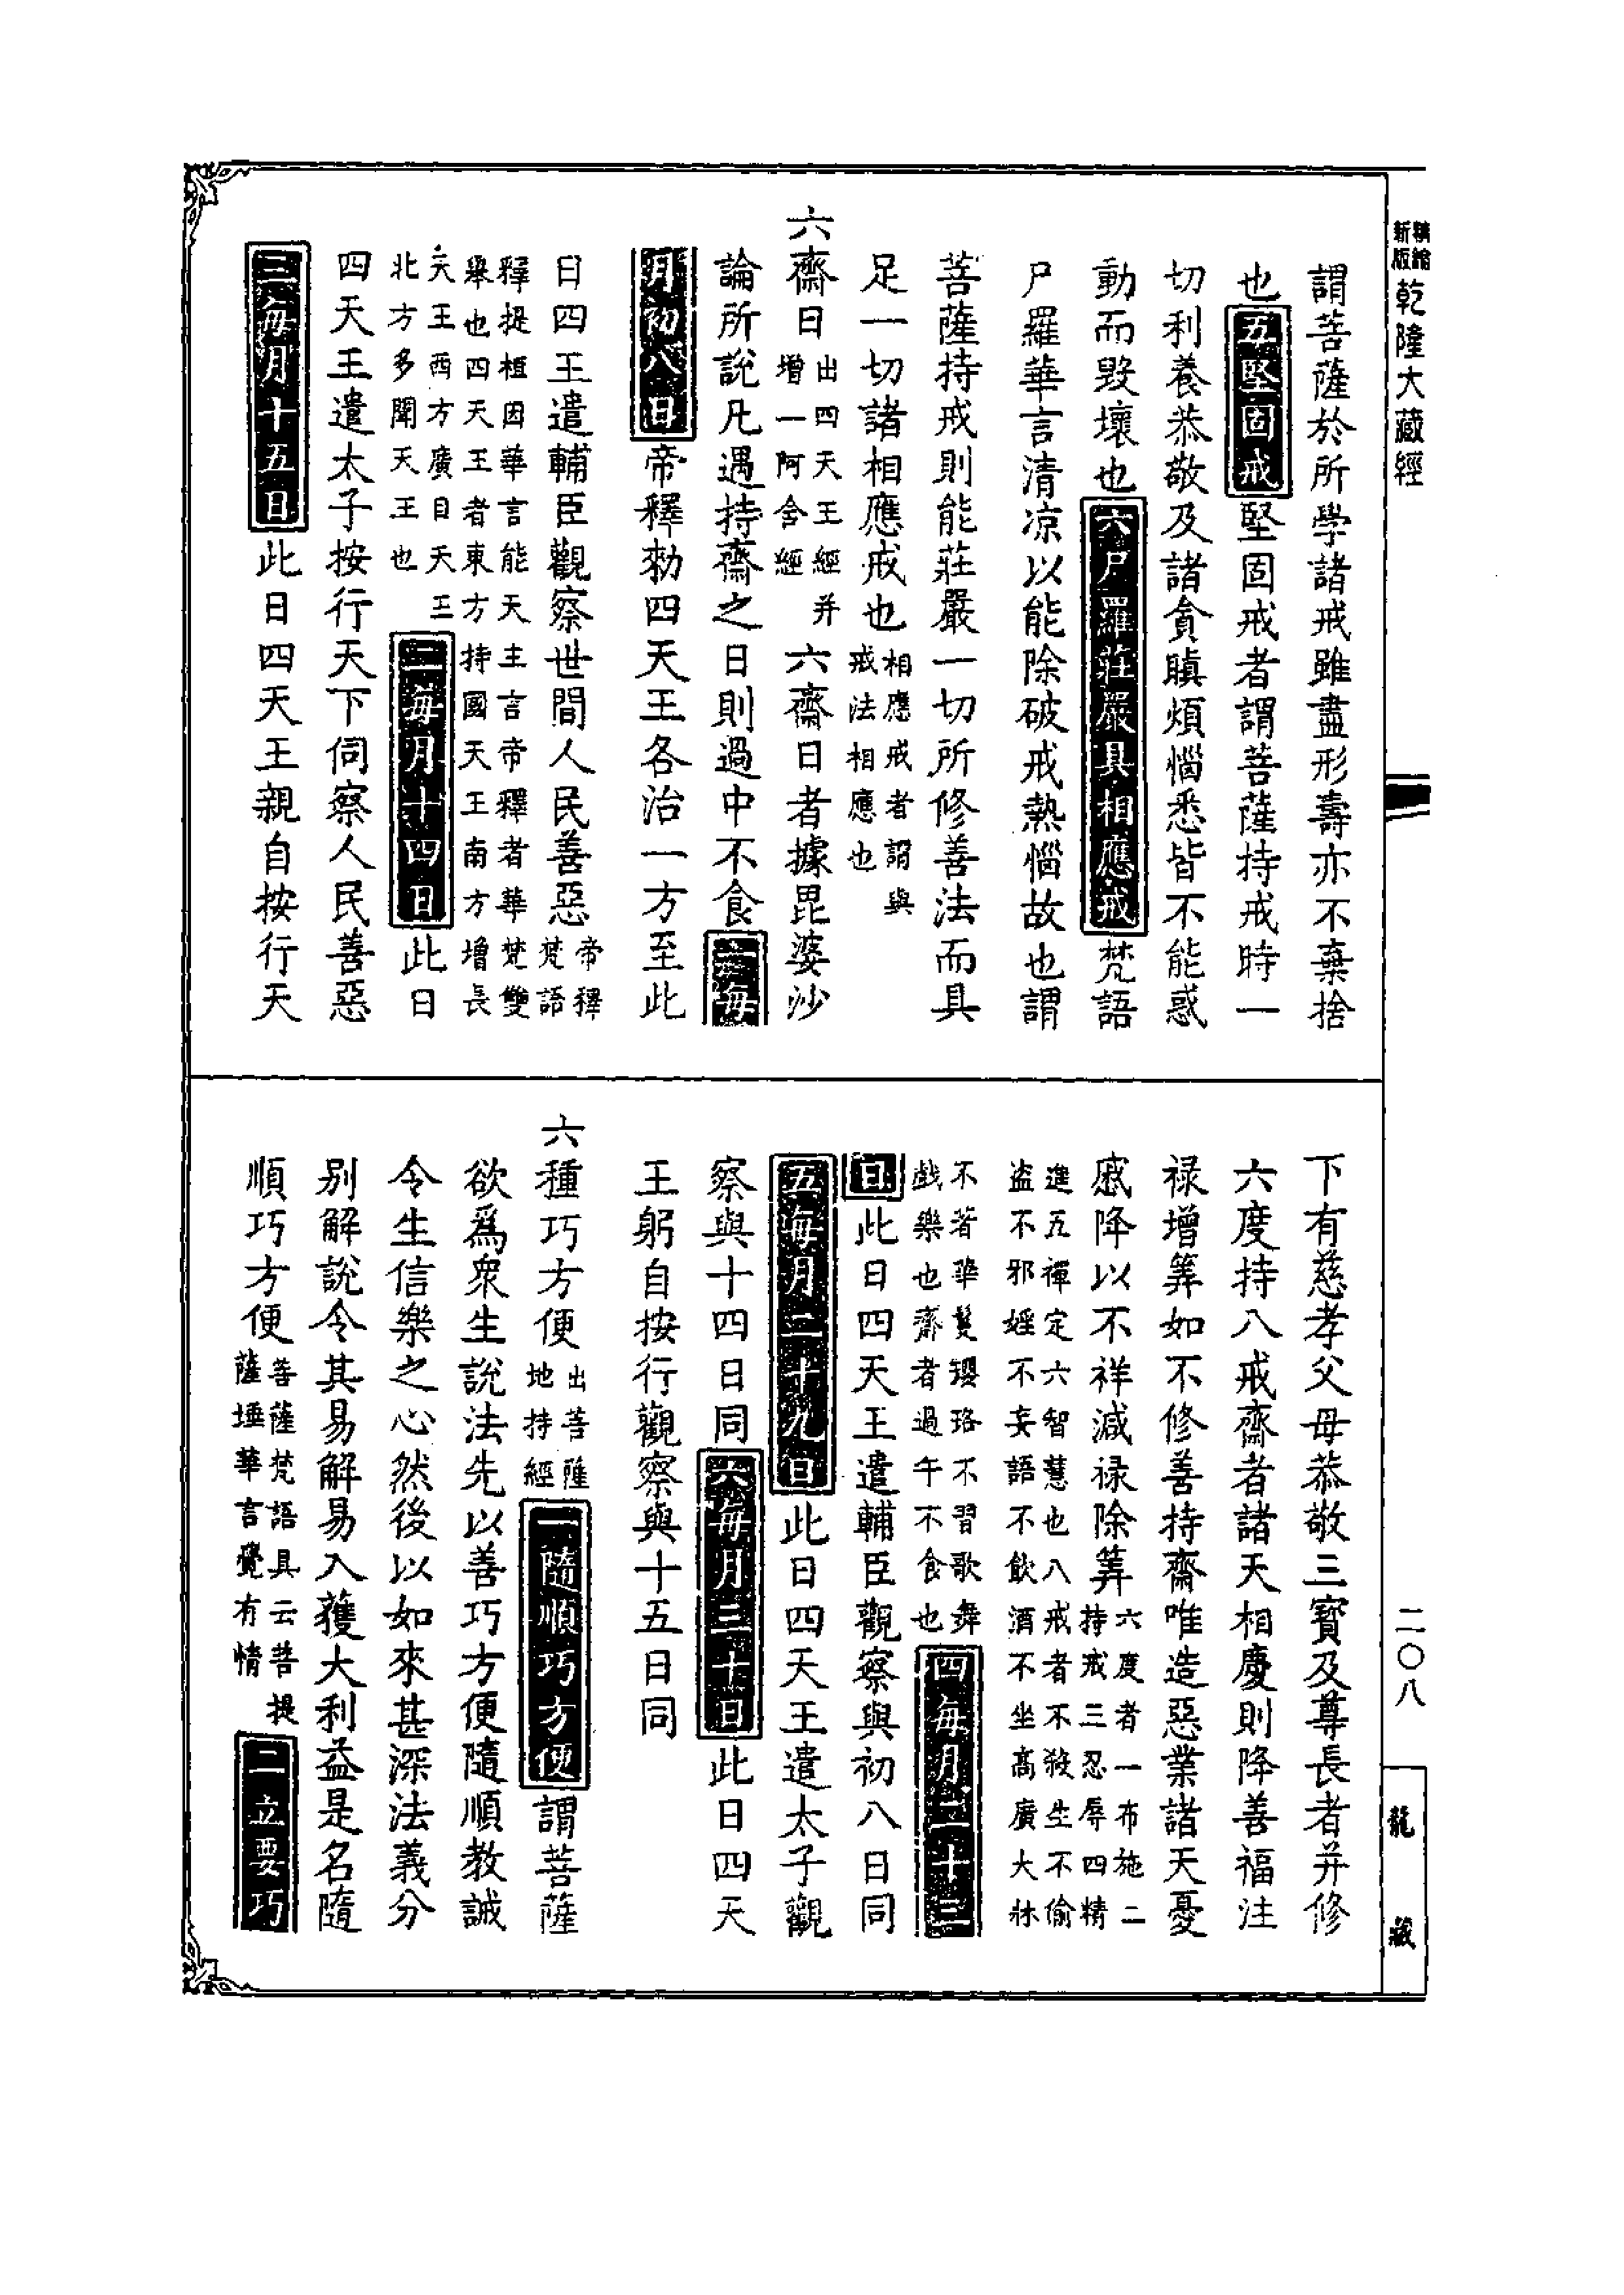 新版
精縮
乾隆大藏經
二〇八
龍藏
謂菩薩於所學諸戒雖盡形壽亦不棄捨
也五堅固戒堅固戒者謂菩薩持戒時一
切利養恭敬及諸貪瞋煩惱悉皆不能惑
動而毀壞也六尸羅莊嚴具相應戒梵語
尸羅華言清凉以能除破戒熱惱故也謂
菩薩持戒則能莊嚴一切所修善法而具
足一切諸相應戒也相應戒者謂與
戒法相應也
六齋日出四天王經并
增一阿含經六齋日者據毘婆沙
論所說凡遇持齋之日則過中不食一每
月初八日帝釋勑四天王各治一方至此
日四王遣輔臣觀察世間人民善惡帝釋
梵語
釋提桓因華言能天主言帝釋者華梵雙
舉也四天王者東方持國天王南方增長
天王西方廣目天王
北方多聞天王也二每月十四日此日
四天王遣太子按行天下伺察人民善惡
三每月十五日此日四天王親自按行天
下有慈孝父母恭敬三寶及尊長者并修
六度持八戒齋者諸天相慶則降善福注
祿增筭如不修善持齋唯造惡業諸天憂
慼降以不祥減祿除筭六度者一布施二
持戒三忍辱四精
進五禪定六智慧也八戒者不殺生不偷
盜不邪婬不妄語不飲酒不坐高廣大牀
不著華鬘瓔珞不習歌舞
戲樂也齋者過午不食也四每月二十三
日此日四天王遣輔臣觀察與初八日同
五每月二十九日此日四天王遣太子觀
察與十四日同六每月三十日此日四天
王躬自按行觀察與十五日同
六種巧方便出菩薩
地持經一隨順巧方便謂菩薩
欲爲衆生說法先以善巧方便隨順教誡
令生信樂之心然後以如來甚深法義分
別解說令其易解易入獲大利益是名隨
順巧方便菩薩梵語具云菩提
薩埵華言覺有情二立要巧